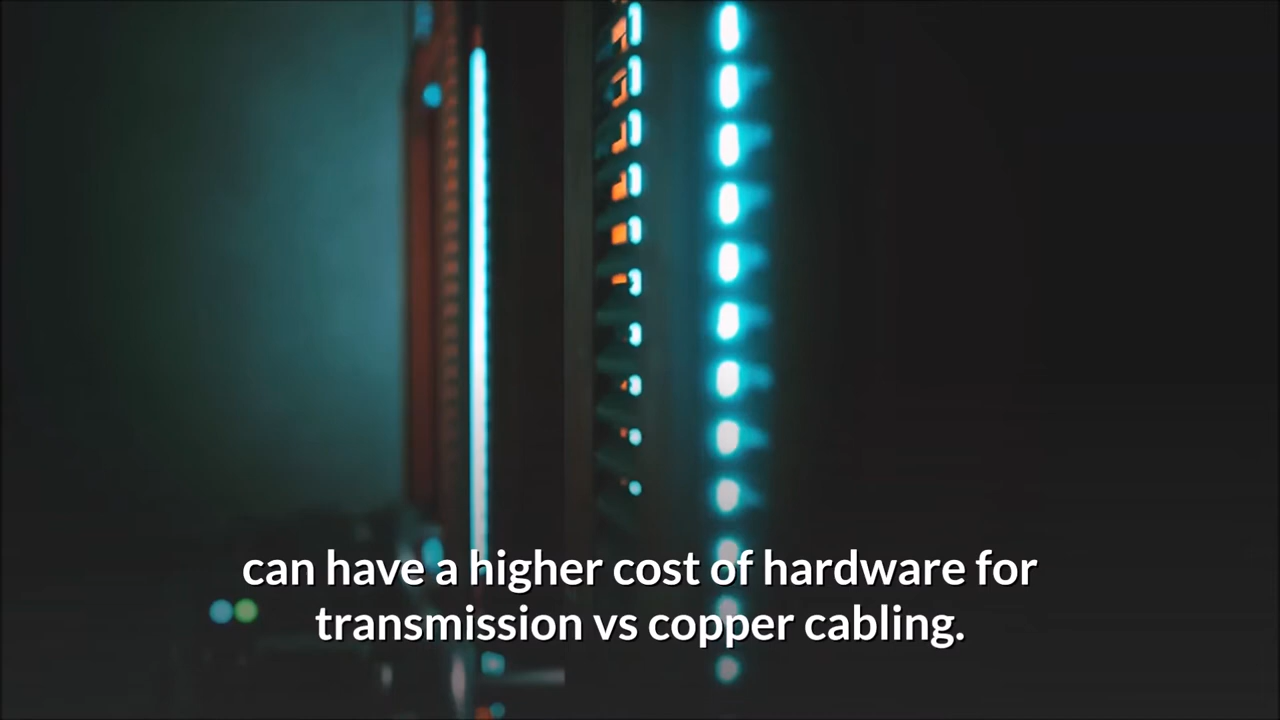 can have a higher cost of hardware for
transmission vs copper cabling.